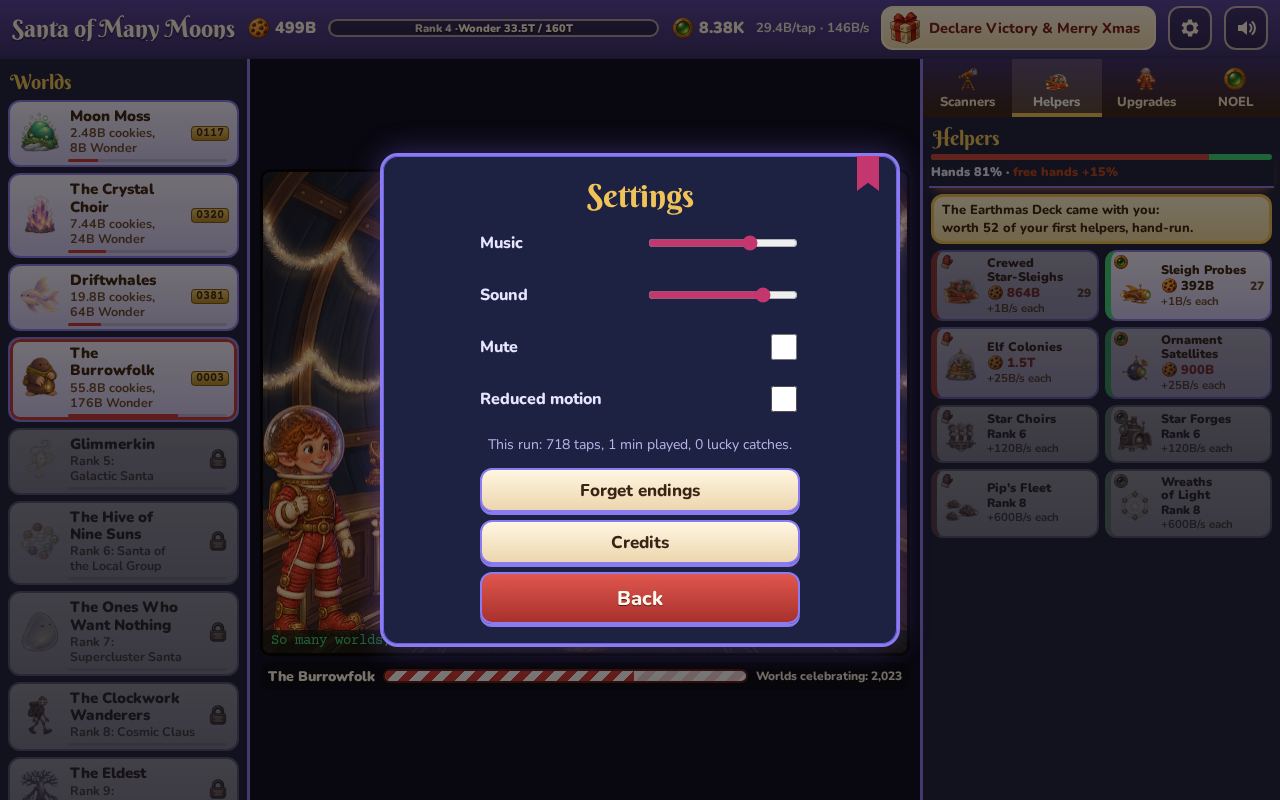 Santa of Many Moons
499B
Rank 4 -Wonder 33.5T / 160T
8.38K
29.4B/tap · 146B/s
Declare Victory & Merry Xmas
Worlds
Moon Moss
2.48B cookies,
8B Wonder
0117
The Crystal
Choir
7.44B cookies,
24B Wonder
0320
Driftwhales
19.8B cookies,
64B Wonder
0381
The
Burrowfolk
55.8B cookies,
176B Wonder
0003
Glimmerkin
Rank 5:
Galactic Santa
The Hive of
Nine Suns
Rank 6: Santa of
the Local Group
The Ones Who
Want Nothing
Rank 7:
Supercluster Santa
The Clockwork
Wanderers
Rank 8: Cosmic Claus
The Eldest
Rank 9:
Settings
Music
Sound
Mute
Reduced motion
This run: 718 taps, 1 min played, 0 lucky catches.
Forget endings
Credits
Back
So many worlds,
The Burrowfolk
Worlds celebrating: 2,023
Scanners
Helpers
Upgrades
NOEL
Helpers
Hands 81% · free hands +15%
The Earthmas Deck came with you:
worth 52 of your first helpers, hand-run.
Crewed
Star-Sleighs
864B
29
+1B/s each
Sleigh Probes
392B
27
+1B/s each
Elf Colonies
1.5T
+25B/s each
Ornament
Satellites
900B
+25B/s each
Star Choirs
Rank 6
+120B/s each
Star Forges
Rank 6
+120B/s each
Pip's Fleet
Rank 8
+600B/s each
Wreaths
of Light
Rank 8
+600B/s each